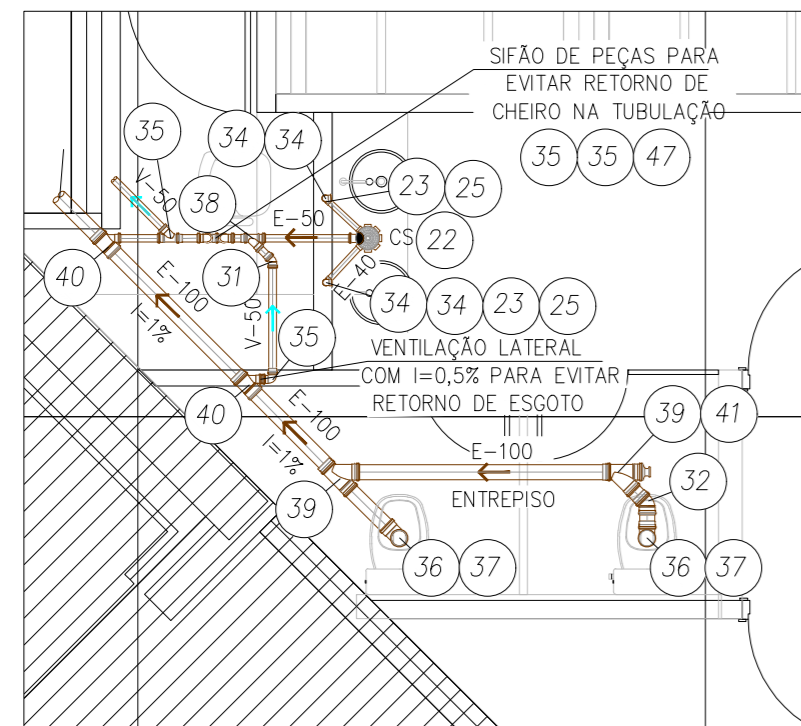 SIFÃO DE PEÇAS PARA
EVITAR RETORNO DE
CHEIRO NA TUBULAÇÃO
35 35 47
35
34 34
V-50
38
23 25
E-50
CS 22
40
31
E-40
E-100
I=1%
V-50
34 34 23 25
35
VENTILAÇÃO LATERAL
COM I=0,5% PARA EVITAR
RETORNO DE ESGOTO
40
E-100
I=1%
39 41
E-100
ENTREPISO
32
39
36 37
36 37